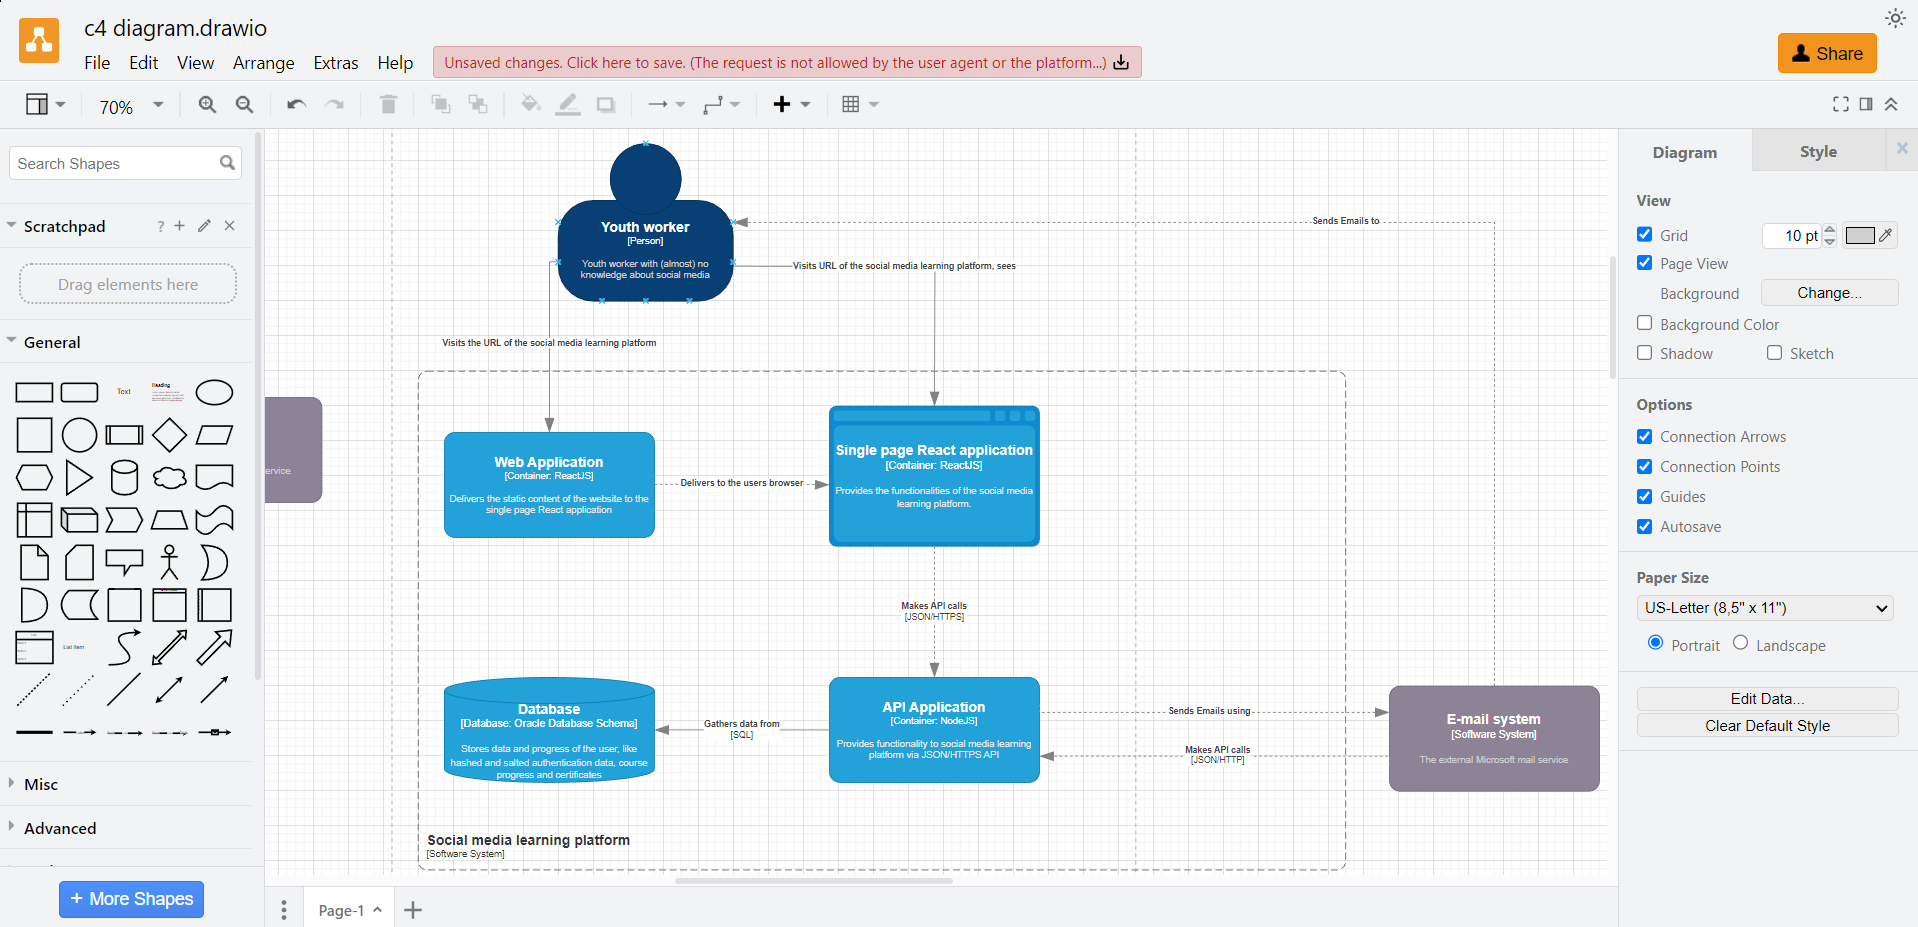 c4 diagram.drawio
File Edit View Arrange Extras Help
Unsaved changes. Click here to save. (The request is not allowed by the user agent or the platform...)
Share
70%
Search Shapes
Scratchpad
?
Drag elements here
General
Text
Heading
List Item
Misc
Advanced
+ More Shapes
Youth worker
[Person]
Youth worker with (almost) no
knowledge about social media
Sends Emails to
Visits URL of the social media learning platform, sees
Visits the URL of the social media learning platform
ervice
Web Application
[Container: ReactJS]
Delivers the static content of the website to the
single page React application
Delivers to the users browser
Single page React application
[Container: ReactJS]
Provides the functionalities of the social media
learning platform.
Makes API calls
[JSON/HTTPS]
Database
[Database: Oracle Database Schema]
Stores data and progress of the user, like
hashed and salted authentication data, course
progress and certificates
Gathers data from
[SQL]
API Application
[Container: NodeJS]
Provides functionality to social media learning
platform via JSON/HTTPS API
Sends Emails using
Makes API calls
[JSON/HTTP]
E-mail system
[Software System]
The external Microsoft mail service
Social media learning platform
[Software System]
Page-1
Diagram
Style
View
Grid
10 pt
Page View
Background
Change...
Background Color
Shadow
Sketch
Options
Connection Arrows
Connection Points
Guides
Autosave
Paper Size
US-Letter (8,5" x 11")
Portrait
Landscape
Edit Data...
Clear Default Style